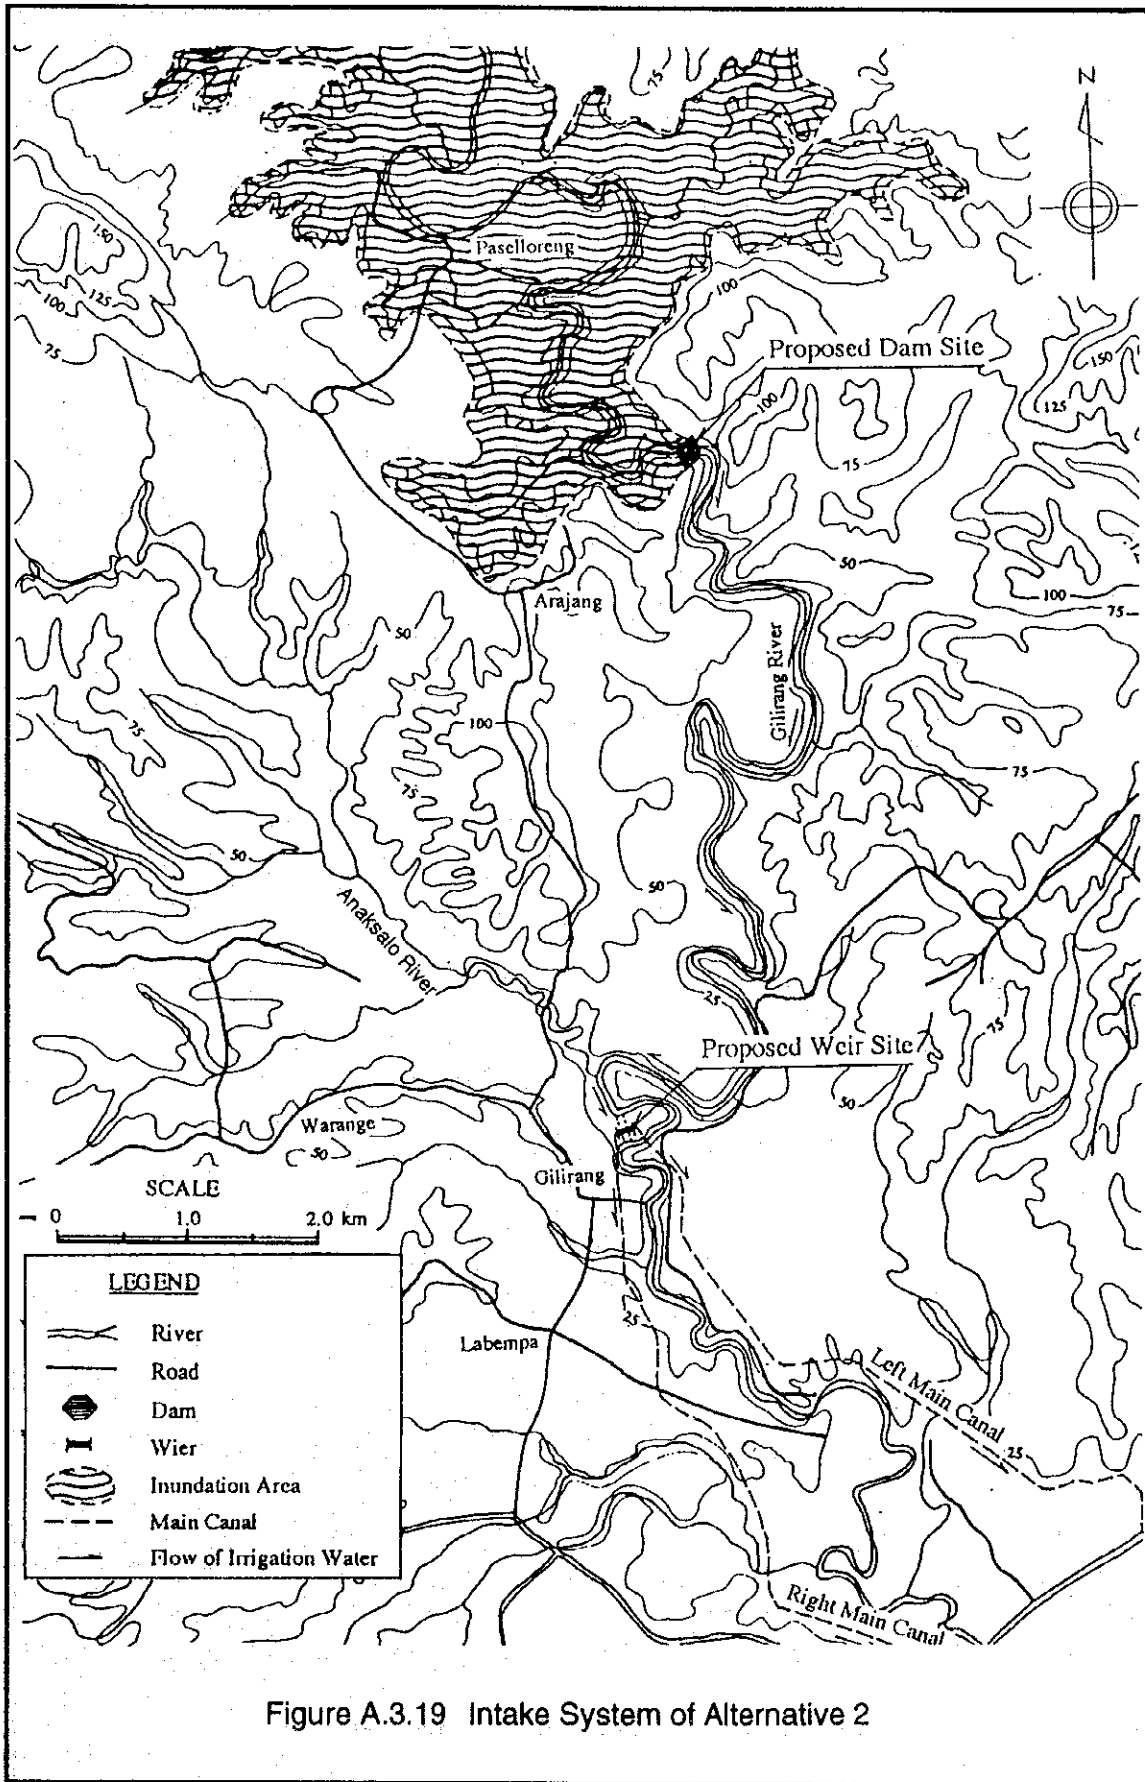 75
N
150
125
100
75
Paselloreng
100
Proposed Dam Site
150
125
100
75
50
100
75
Arajang
50
Gilirang River
100
75
75
75
50
50
Anaksalo River
25
75
Proposed Weir Site
50
Warange
50
Gilirang
SCALE
0 1.0 2.0 km
LEGEND
River
Road
Dam
Wier
Inundation Area
Main Canal
Flow of Irrigation Water
25
Labempa
Left Main Canal
25
Right Main Canal
Figure A.3.19 Intake System of Alternative 2